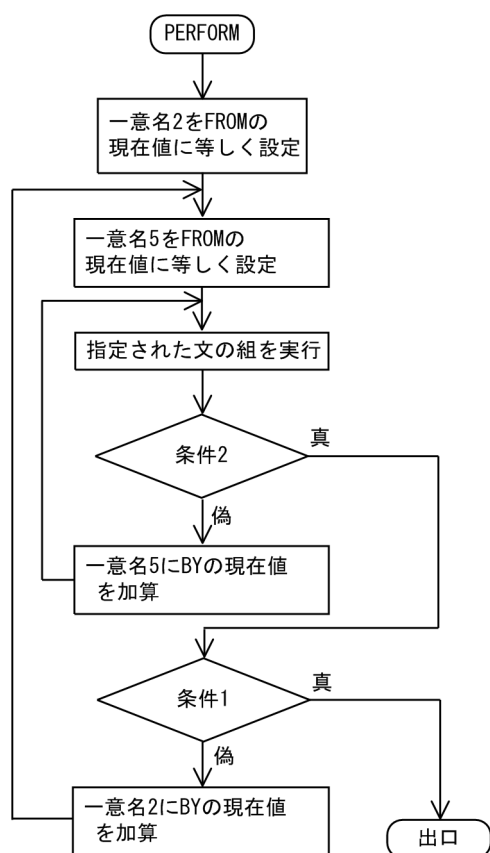 PERFORM
一意名2をFROMの
現在値に等しく設定
一意名5をFROMの
現在値に等しく設定
指定された文の組を実行
条件2
真
偽
一意名5にBYの現在値
を加算
条件1
真
偽
一意名2にBYの現在値
を加算
出口